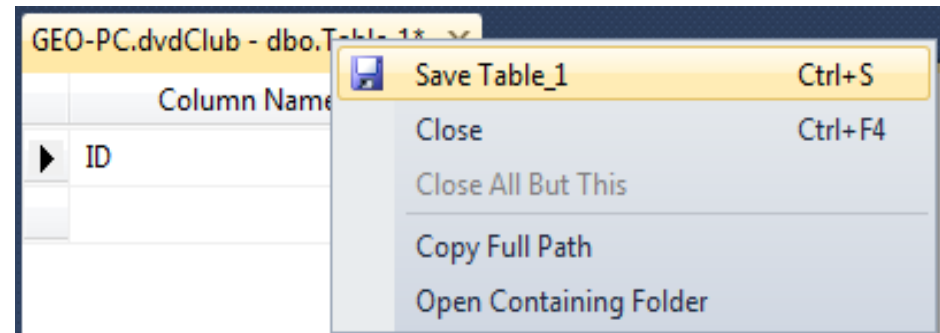 GEO-PC.dvdClub - dbo.Table_1*
Save Table_1 Ctrl+S
Column Name
Close Ctrl+F4
ID
Close All But This
Copy Full Path
Open Containing Folder